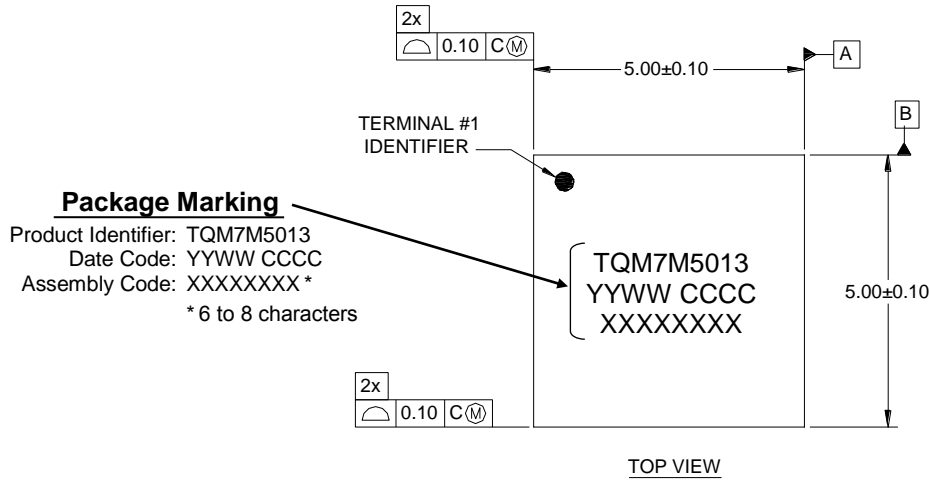 2x
⌓ 0.10 C Ⓜ
5.00±0.10
A
B
TERMINAL #1
IDENTIFIER
Package Marking
Product Identifier: TQM7M5013
Date Code: YYWW CCCC
Assembly Code: XXXXXXXX *
* 6 to 8 characters
TQM7M5013
YYWW CCCC
XXXXXXXX
5.00±0.10
2x
⌓ 0.10 C Ⓜ
TOP VIEW